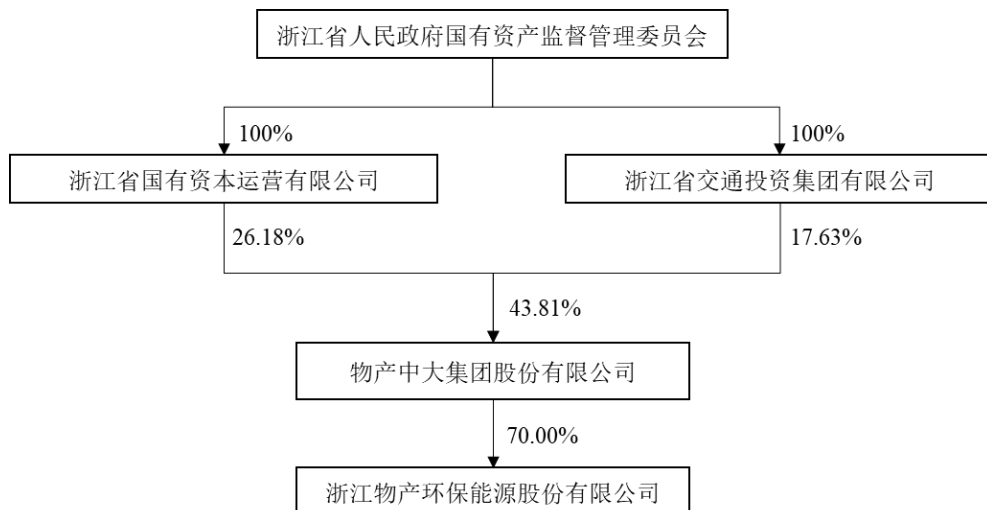 浙江省人民政府国有资产监督管理委员会
100%
100%
浙江省国有资本运营有限公司
浙江省交通投资集团有限公司
26.18%
17.63%
43.81%
物产中大集团股份有限公司
70.00%
浙江物产环保能源股份有限公司